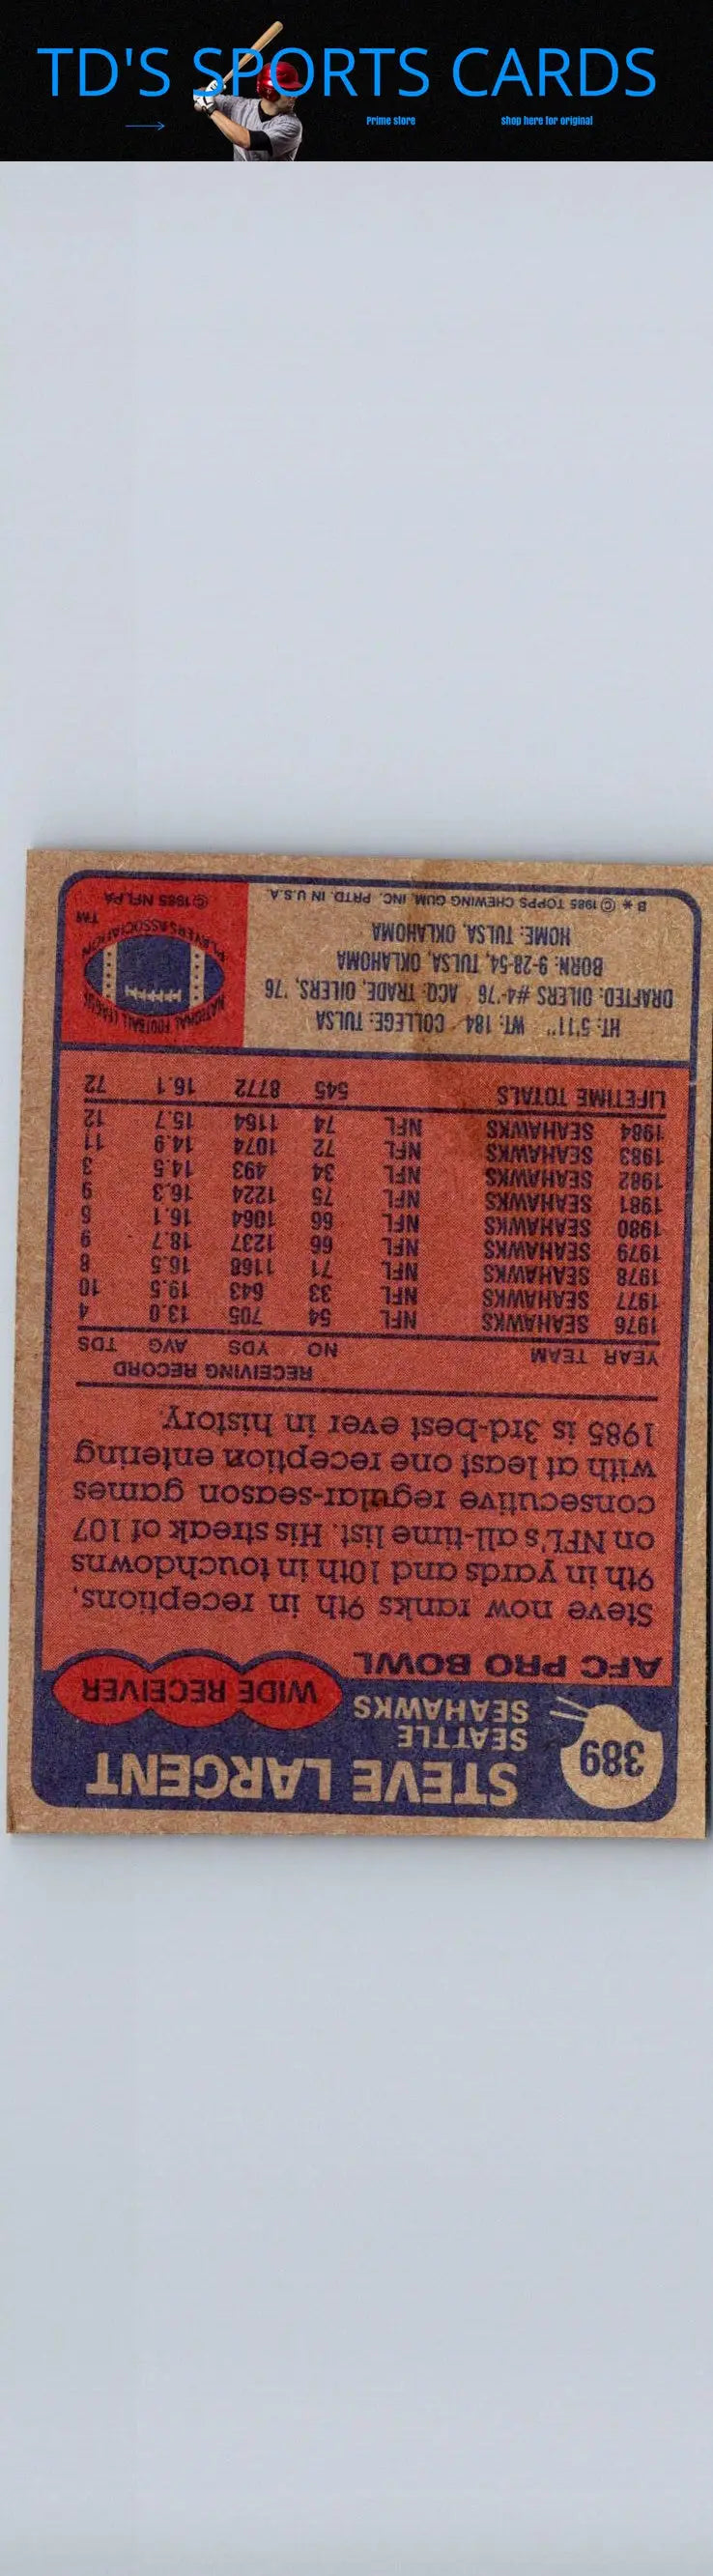 TD'S SPORTS CARDS
Prime store
shop here for original
389
STEVE LARGENT
SEATTLE
SEAHAWKS
WIDE RECEIVER
AFC PRO BOWL
Steve now ranks 9th in receptions,
9th in yards and 10th in touchdowns
on NFL's all-time list. His streak of 107
consecutive regular-season games
with at least one reception entering
1985 is 3rd-best ever in history.
RECEIVING RECORD
YEAR TEAM NO YDS AVG TDS
1976 SEAHAWKS NFL 54 705 13.0 4
1977 SEAHAWKS NFL 33 643 19.5 10
1978 SEAHAWKS NFL 71 1168 16.5 8
1979 SEAHAWKS NFL 66 1237 18.7 9
1980 SEAHAWKS NFL 66 1064 16.1 6
1981 SEAHAWKS NFL 75 1224 16.3 9
1982 SEAHAWKS NFL 34 493 14.5 3
1983 SEAHAWKS NFL 72 1074 14.9 11
1984 SEAHAWKS NFL 74 1164 15.7 12
LIFETIME TOTALS 545 8772 16.1 72
HT: 5'11" WT: 184 COLLEGE: TULSA
DRAFTED: OILERS #4-'76 ACQ: TRADE, OILERS, '76
BORN: 9-28-54, TULSA, OKLAHOMA
HOME: TULSA, OKLAHOMA
B * © 1985 TOPPS CHEWING GUM, INC. PRTD. IN U.S.A.
NATIONAL FOOTBALL LEAGUE
PLAYERS ASSOCIATION
TM
© 1985 NFLPA